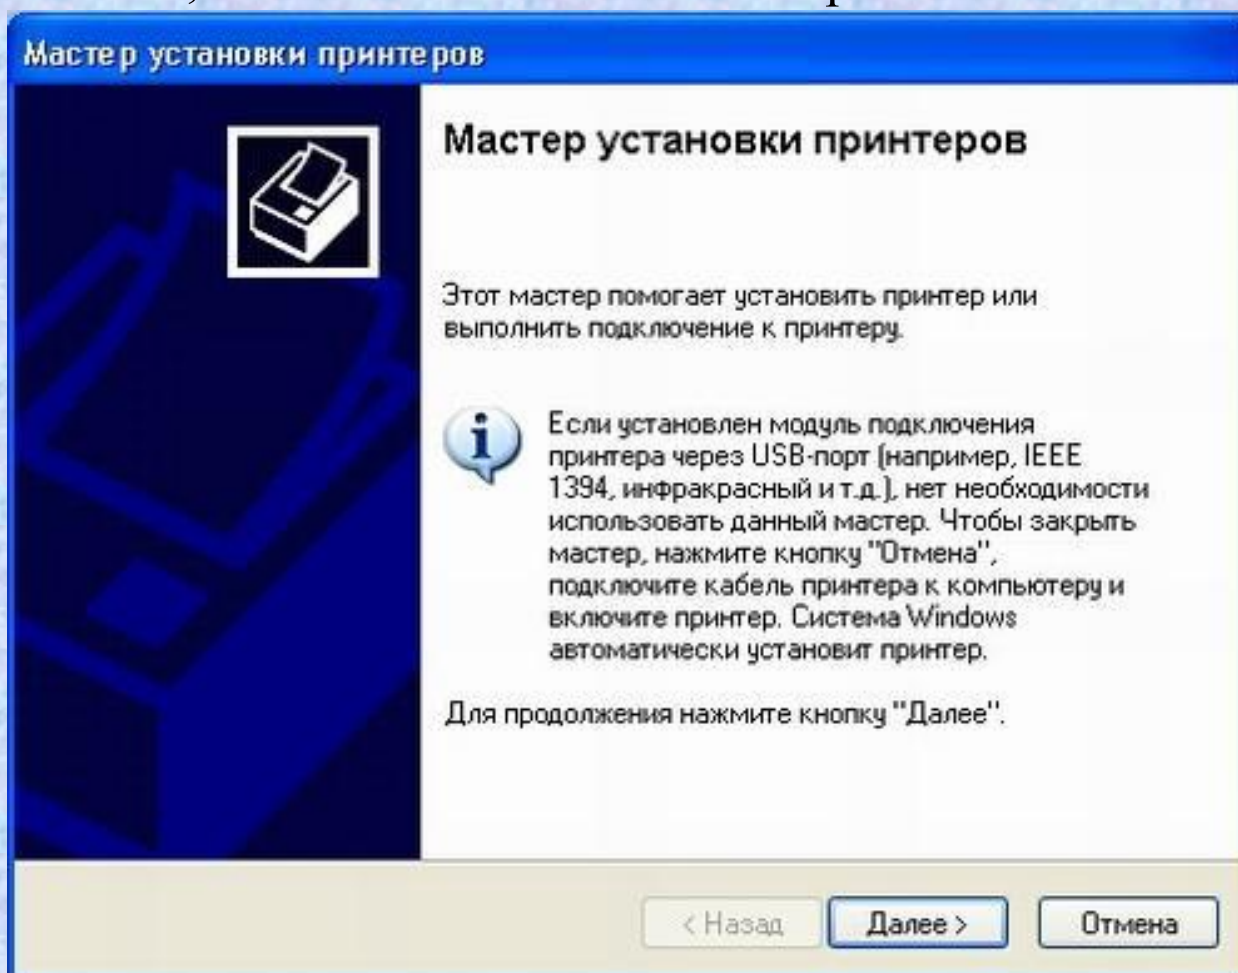 Мастер установки принтеров
Мастер установки принтеров
Этот мастер помогает установить принтер или
выполнить подключение к принтеру.
Если установлен модуль подключения
принтера через USB-порт (например, IEEE
1394, инфракрасный и т.д.), нет необходимости
использовать данный мастер. Чтобы закрыть
мастер, нажмите кнопку "Отмена",
подключите кабель принтера к компьютеру и
включите принтер. Система Windows
автоматически установит принтер.
Для продолжения нажмите кнопку "Далее".
< Назад Далее > Отмена